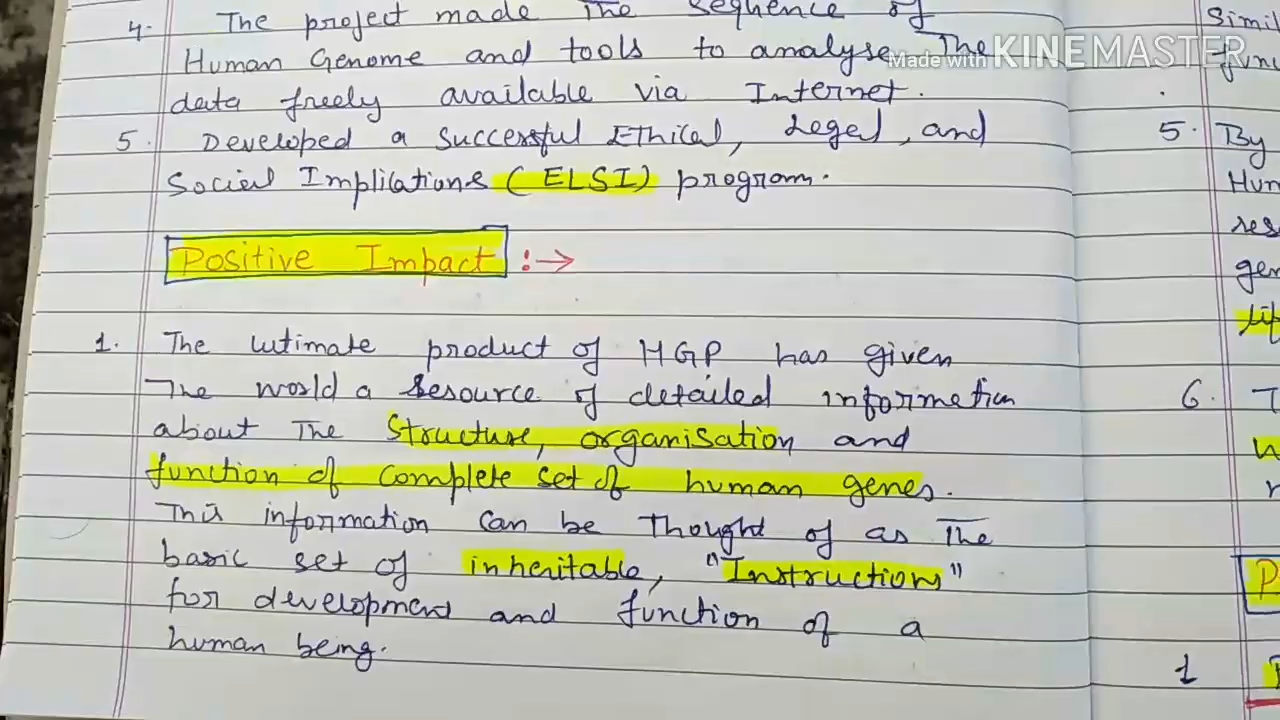 4. The project made The sequence of
Human Genome and tools to analyse The
data freely available via Internet.
5. Developed a successful Ethical, Legal, and
Social Implications (ELSI) program.
Positive Impact :→
1. The ultimate product of HGP has given
The world a resource of detailed information
about The Structure, organisation and
function of complete set of human genes.
This information can be Thought of as The
basic set of inheritable, "Instructions"
for development and function of a
human being.
Made with KINEMASTER
5. By
6.
1